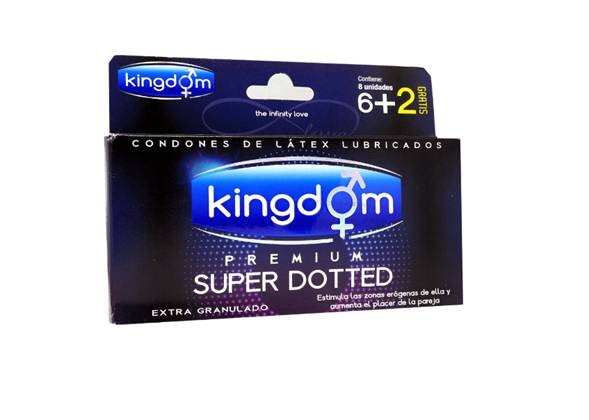 kingdom
Contiene:
8 unidades
6+2 GRATIS
the infinity love
CONDONES DE LÁTEX LUBRICADOS
kingdom
PREMIUM
SUPER DOTTED
EXTRA GRANULADO
Estimula las zonas erógenas de ella y
aumenta el placer de la pareja